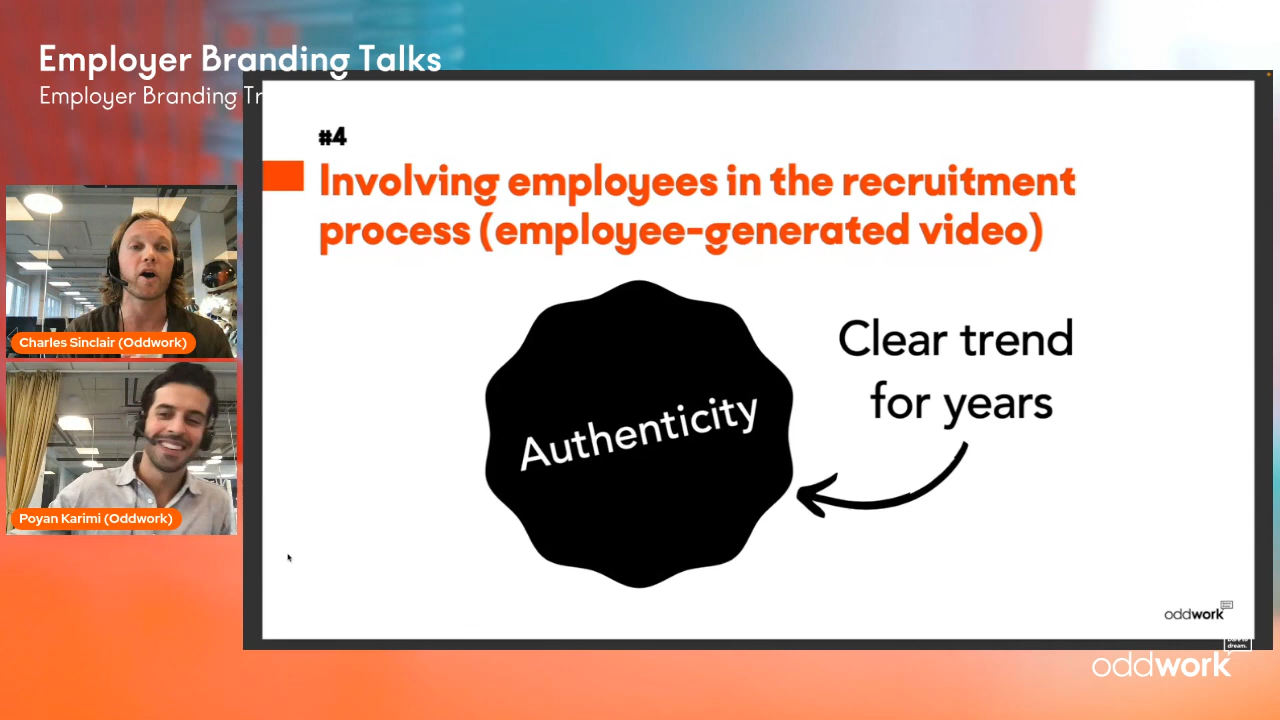 Employer Branding Talks
Employer Branding Tr
#4
Involving employees in the recruitment
process (employee-generated video)
Authenticity
Clear trend
for years
Charles Sinclair (Oddwork)
Poyan Karimi (Oddwork)
oddwork
dream.
oddwork